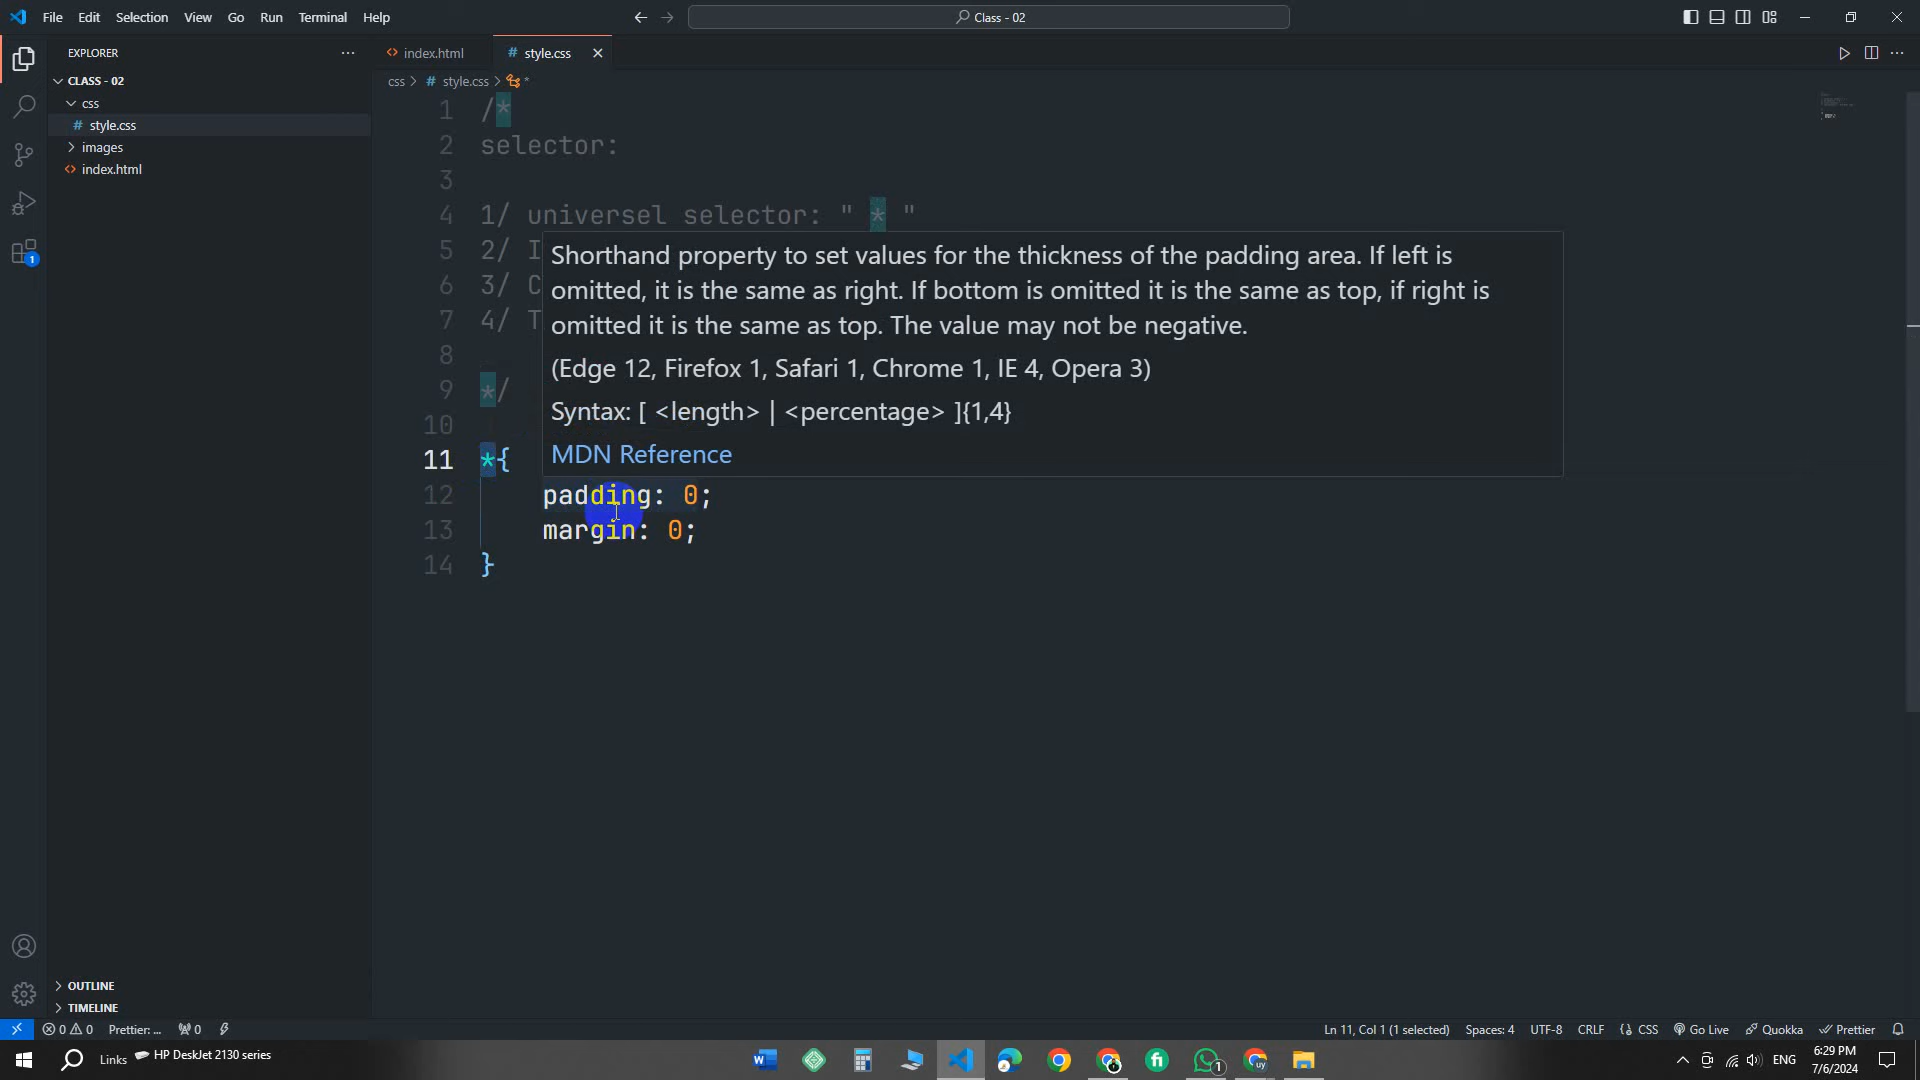 File Edit Selection View Go Run Terminal Help
Class - 02
EXPLORER
CLASS - 02
css
# style.css
images
index.html
index.html
# style.css
css > # style.css > *
1 /*
2 selector:
3
4 1/ universel selector: " * "
5 2/ I
6 3/ C
7 4/ T
8
9 */
10
11 *{
12 padding: 0;
13 margin: 0;
14 }
Shorthand property to set values for the thickness of the padding area. If left is
omitted, it is the same as right. If bottom is omitted it is the same as top, if right is
omitted it is the same as top. The value may not be negative.
(Edge 12, Firefox 1, Safari 1, Chrome 1, IE 4, Opera 3)
Syntax: [ <length> | <percentage> ]{1,4}
MDN Reference
1
OUTLINE
TIMELINE
0 0 Prettier: ... 0
Ln 11, Col 1 (1 selected) Spaces: 4 UTF-8 CRLF CSS Go Live Quokka Prettier
Links HP DeskJet 2130 series
1
uy
ENG
6:29 PM
7/6/2024